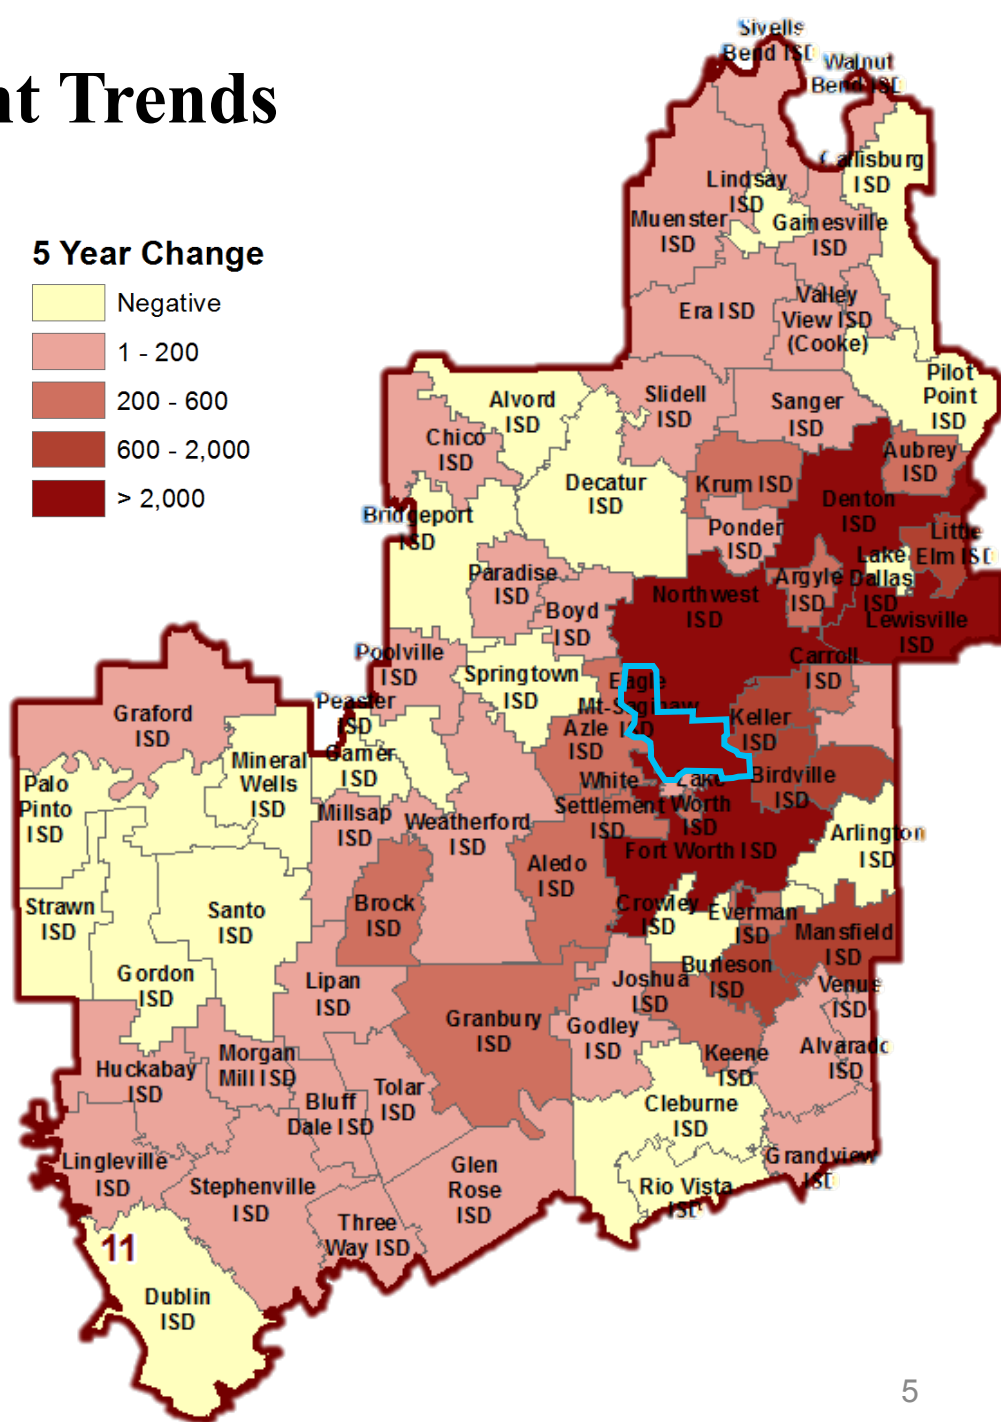 nt Trends
5 Year Change
Negative
1 - 200
200 - 600
600 - 2,000
> 2,000
Sivells
Bend ISD
Walnut
Bend ISD
Callisburg
ISD
Lindsay
ISD
Muenster
ISD
Gainesville
ISD
Era ISD
Valley
View ISD
(Cooke)
Pilot
Point
ISD
Alvord
ISD
Slidell
ISD
Sanger
ISD
Chico
ISD
Aubrey
ISD
Decatur
ISD
Krum ISD
Denton
ISD
Bridgeport
ISD
Ponder
ISD
Little
Elm ISD
Lake
Dallas
ISD
Paradise
ISD
Argyle
ISD
Boyd
ISD
Northwest
ISD
Lewisville
ISD
Poolville
ISD
Springtown
ISD
Carroll
ISD
Eagle
Mt-Saginaw
ISD
Peaster
ISD
Graford
ISD
Keller
ISD
Azle
ISD
Garner
ISD
Mineral
Wells
ISD
Palo
Pinto
ISD
White
Settlement
ISD
Lake
Worth
ISD
Birdville
ISD
Millsap
ISD
Weatherford
ISD
Arlington
ISD
Fort Worth ISD
Aledo
ISD
Brock
ISD
Strawn
ISD
Santo
ISD
Crowley
ISD
Everman
ISD
Mansfield
ISD
Gordon
ISD
Lipan
ISD
Burleson
ISD
Joshua
ISD
Venus
ISD
Granbury
ISD
Godley
ISD
Alvarado
ISD
Keene
ISD
Huckabay
ISD
Morgan
Mill ISD
Tolar
ISD
Bluff
Dale ISD
Cleburne
ISD
Lingleville
ISD
Stephenville
ISD
Glen
Rose
ISD
Grandview
ISD
Rio Vista
ISD
Three
Way ISD
11
Dublin
ISD
5